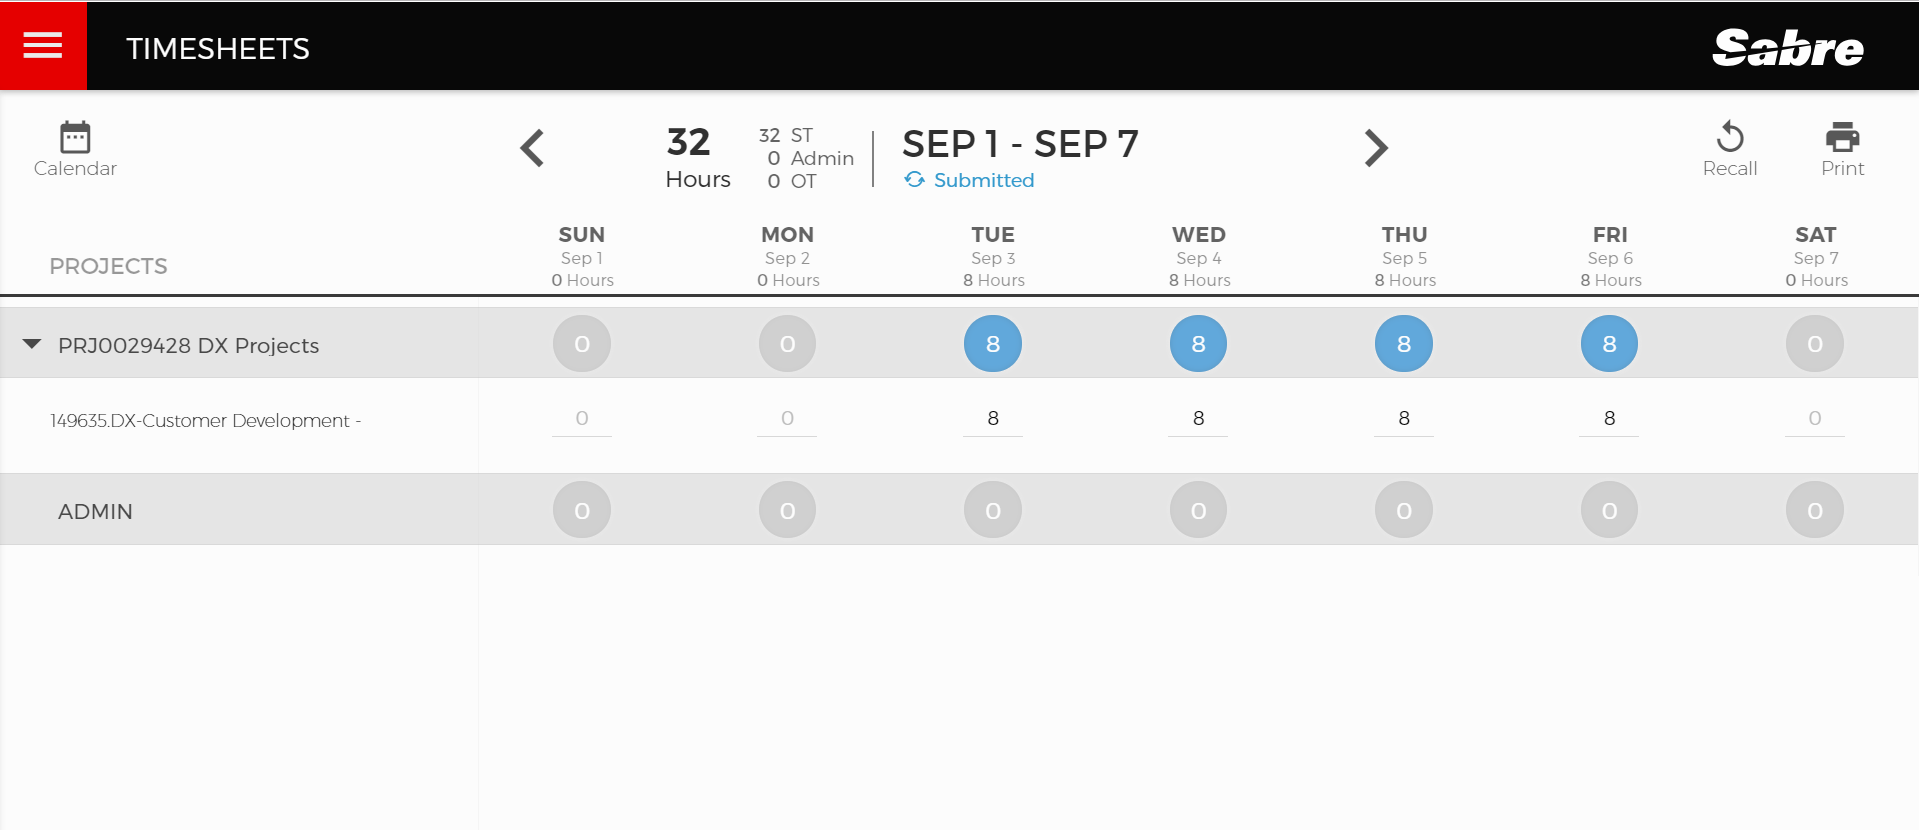 TIMESHEETS
Sabre
Calendar
32
Hours
32 ST
0 Admin
0 OT
SEP 1 - SEP 7
Submitted
Recall
Print
PROJECTS
SUN MON TUE WED THU FRI SAT
Sep 1 Sep 2 Sep 3 Sep 4 Sep 5 Sep 6 Sep 7
0 Hours 0 Hours 8 Hours 8 Hours 8 Hours 8 Hours 0 Hours
PRJ0029428 DX Projects 0 0 8 8 8 8 0
149635.DX-Customer Development - 0 0 8 8 8 8 0
ADMIN 0 0 0 0 0 0 0